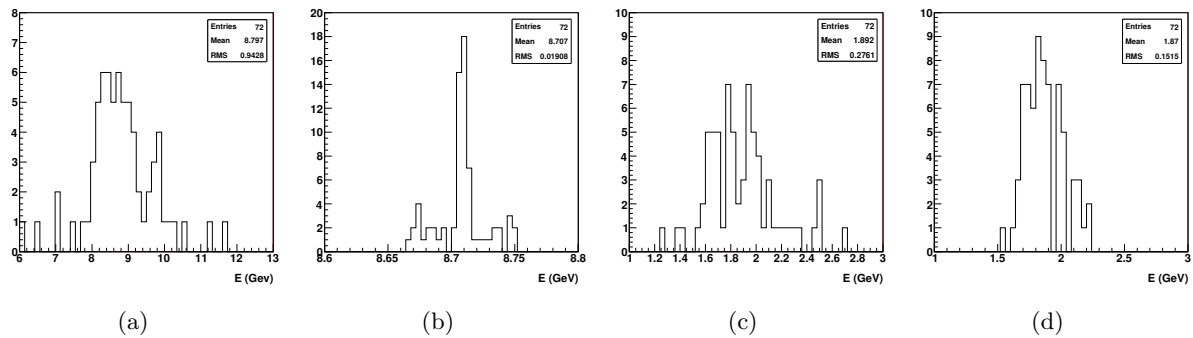 8
7
6
5
4
3
2
1
0
6 7 8 9 10 11 12 13
Entries 72
Mean 8.797
RMS 0.9428
E (Gev)
(a)
20
18
16
14
12
10
8
6
4
2
0
8.6 8.65 8.7 8.75 8.8
Entries 72
Mean 8.707
RMS 0.01908
E (GeV)
(b)
10
9
8
7
6
5
4
3
2
1
0
1 1.2 1.4 1.6 1.8 2 2.2 2.4 2.6 2.8 3
Entries 72
Mean 1.892
RMS 0.2761
E (GeV)
(c)
10
9
8
7
6
5
4
3
2
1
0
1 1.5 2 2.5 3
Entries 72
Mean 1.87
RMS 0.1515
E (GeV)
(d)